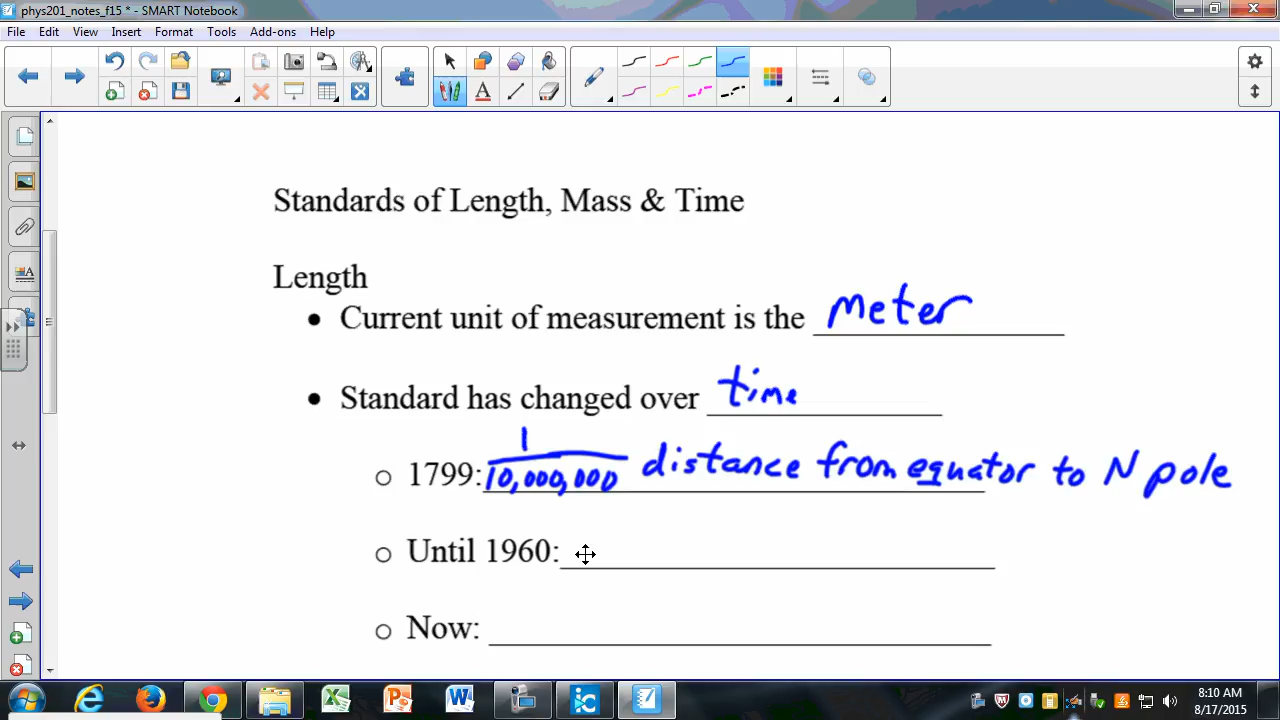 phys201_notes_f15 * - SMART Notebook
File Edit View Insert Format Tools Add-ons Help
Standards of Length, Mass & Time
Length
• Current unit of measurement is the meter
• Standard has changed over time
o 1799: 1/10,000,000 distance from equator to N pole
o Until 1960:
o Now:
8:10 AM
8/17/2015